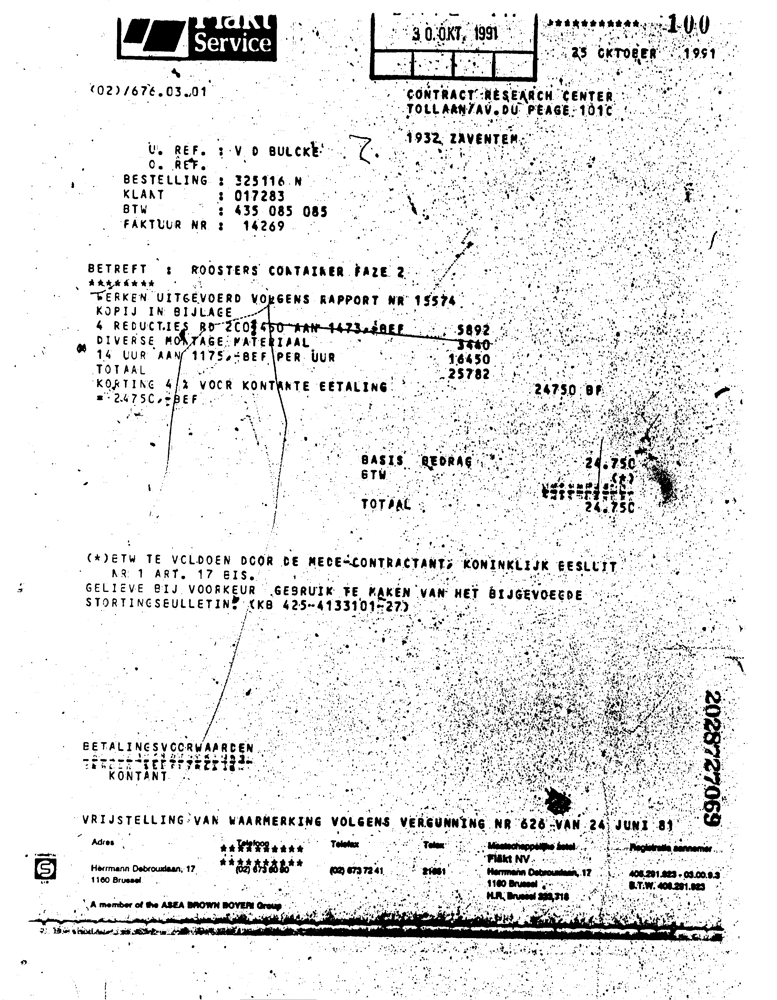 Fläkt
Service
30.OKT. 1991
*********** 100
25 OKTOBER 1991
(02)/676.03.01
CONTRACT RESEARCH CENTER
TOLLAAN/AV.DU PEAGE 101C
1932 ZAVENTEM
U. REF. : V D BULCKE
O. REF.
BESTELLING : 325116 N
KLANT : 017283
BTW : 435 085 085
FAKTUUR NR : 14269
BETREFT : ROOSTERS CONTAINER FAZE 2
********
WERKEN UITGEVOERD VOLGENS RAPPORT NR 15574
KOPIJ IN BIJLAGE
4 REDUCTIES RD 200*450 AAN 1473,-BEF 5892
DIVERSE MONTAGE MATERIAAL 3440
14 UUR AAN 1175,-BEF PER UUR 16450
TOTAAL 25782
KORTING 4 % VOOR KONTANTE BETALING 24750 BF
= 24750,-BEF
BASIS BEDRAG 24.750
BTW (*)
TOTAAL 24.750
(*)BTW TE VOLDOEN DOOR DE MEDE-CONTRACTANT, KONINKLIJK BESLUIT
NR 1 ART. 17 BIS.
GELIEVE BIJ VOORKEUR GEBRUIK TE MAKEN VAN HET BIJGEVOEGDE
STORTINGSBULLETIN. (KB 425-4133101-27)
2028727069
BETALINGSVOORWAARDEN
KONTANT
VRIJSTELLING VAN WAARMERKING VOLGENS VERGUNNING NR 626 VAN 24 JUNI 81
Adres Telefoon Telefax Telex Maatschappelijke zetel Registratie aannemer
Fläkt NV
Herrmann Debrouxlaan, 17 (02) 673 80 80 (02) 673 72 41 21661 Herrmann Debrouxlaan, 17 406.291.823 - 03.00.9.3
1160 Brussel 1160 Brussel B.T.W. 406.291.823
H.R. Brussel
A member of the ASEA BROWN BOVERI Group